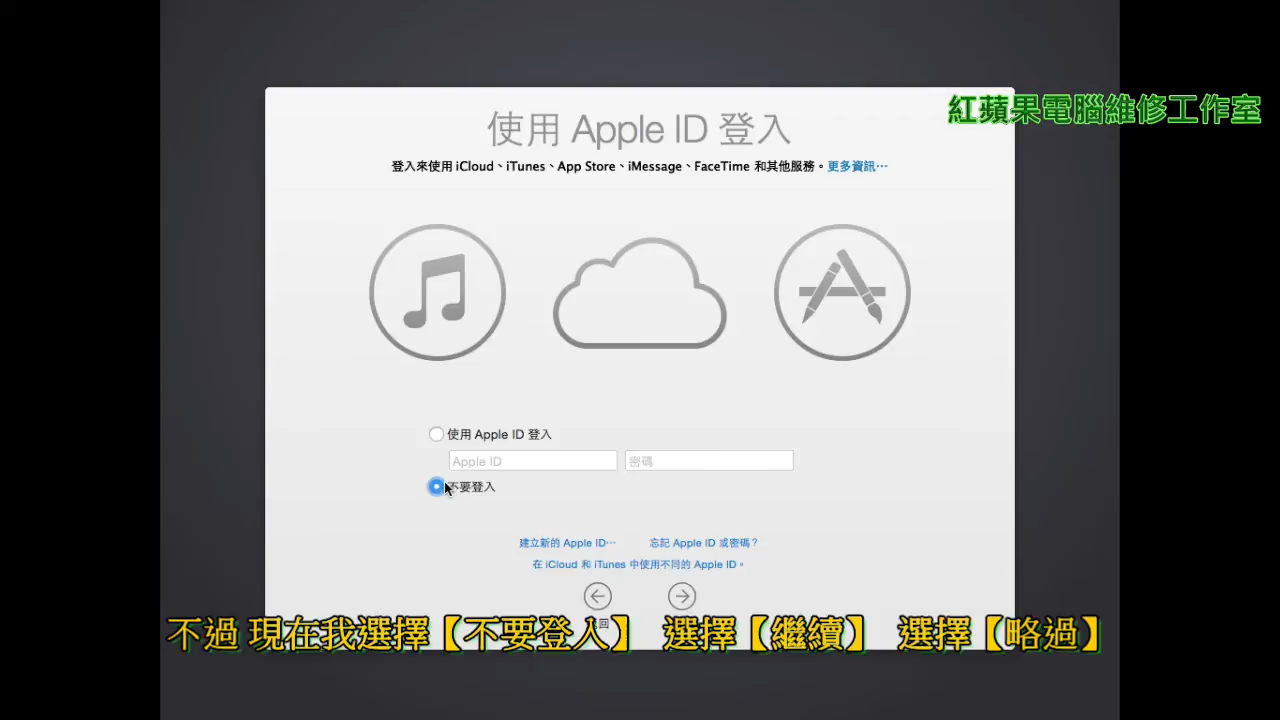 紅蘋果電腦維修工作室
使用 Apple ID 登入
登入來使用 iCloud、iTunes、App Store、iMessage、FaceTime 和其他服務。更多資訊⋯
使用 Apple ID 登入
Apple ID 密碼
不要登入
建立新的 Apple ID⋯ 忘記 Apple ID 或密碼？
在 iCloud 和 iTunes 中使用不同的 Apple ID。
回
不過 現在我選擇【不要登入】 選擇【繼續】 選擇【略過】